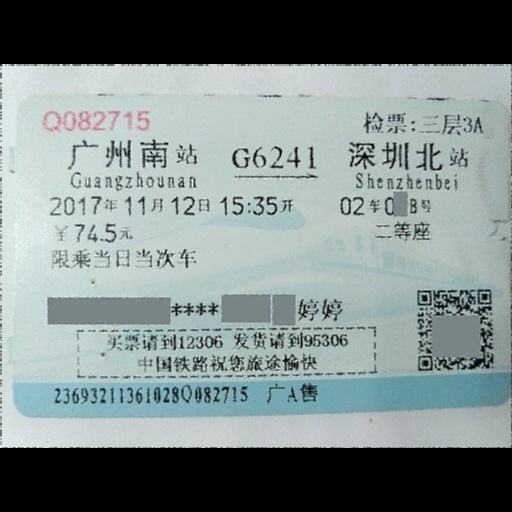 Q082715 检票:三层3A
广州南站 G6241 深圳北站
Guangzhounan Shenzhenbei
2017年11月12日 15:35开 02车0 B号
￥74.5元 二等座
限乘当日当次车
**** 婷婷
买票请到12306 发货请到95306
中国铁路祝您旅途愉快
23693211361028Q082715 广A售